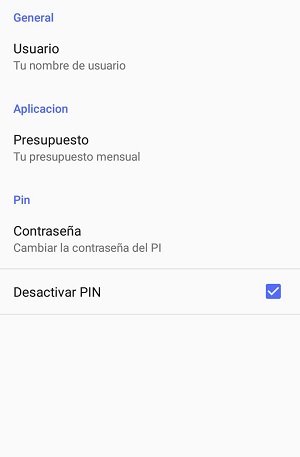 General
Usuario
Tu nombre de usuario
Aplicacion
Presupuesto
Tu presupuesto mensual
Pin
Contraseña
Cambiar la contraseña del PI
Desactivar PIN